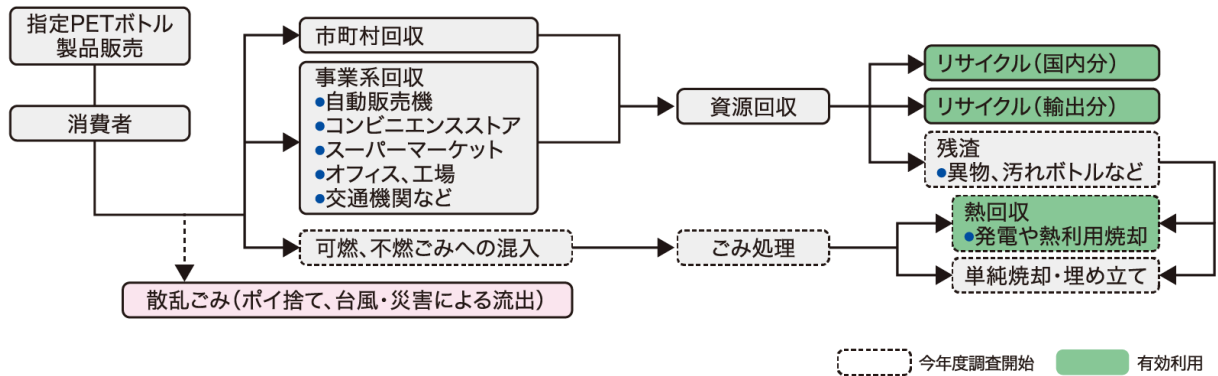 指定PETボトル
製品販売
消費者
市町村回収
事業系回収
●自動販売機
●コンビニエンスストア
●スーパーマーケット
●オフィス、工場
●交通機関など
可燃、不燃ごみへの混入
散乱ごみ（ポイ捨て、台風・災害による流出）
資源回収
ごみ処理
リサイクル（国内分）
リサイクル（輸出分）
残渣
●異物、汚れボトルなど
熱回収
●発電や熱利用焼却
単純焼却・埋め立て
今年度調査開始
有効利用